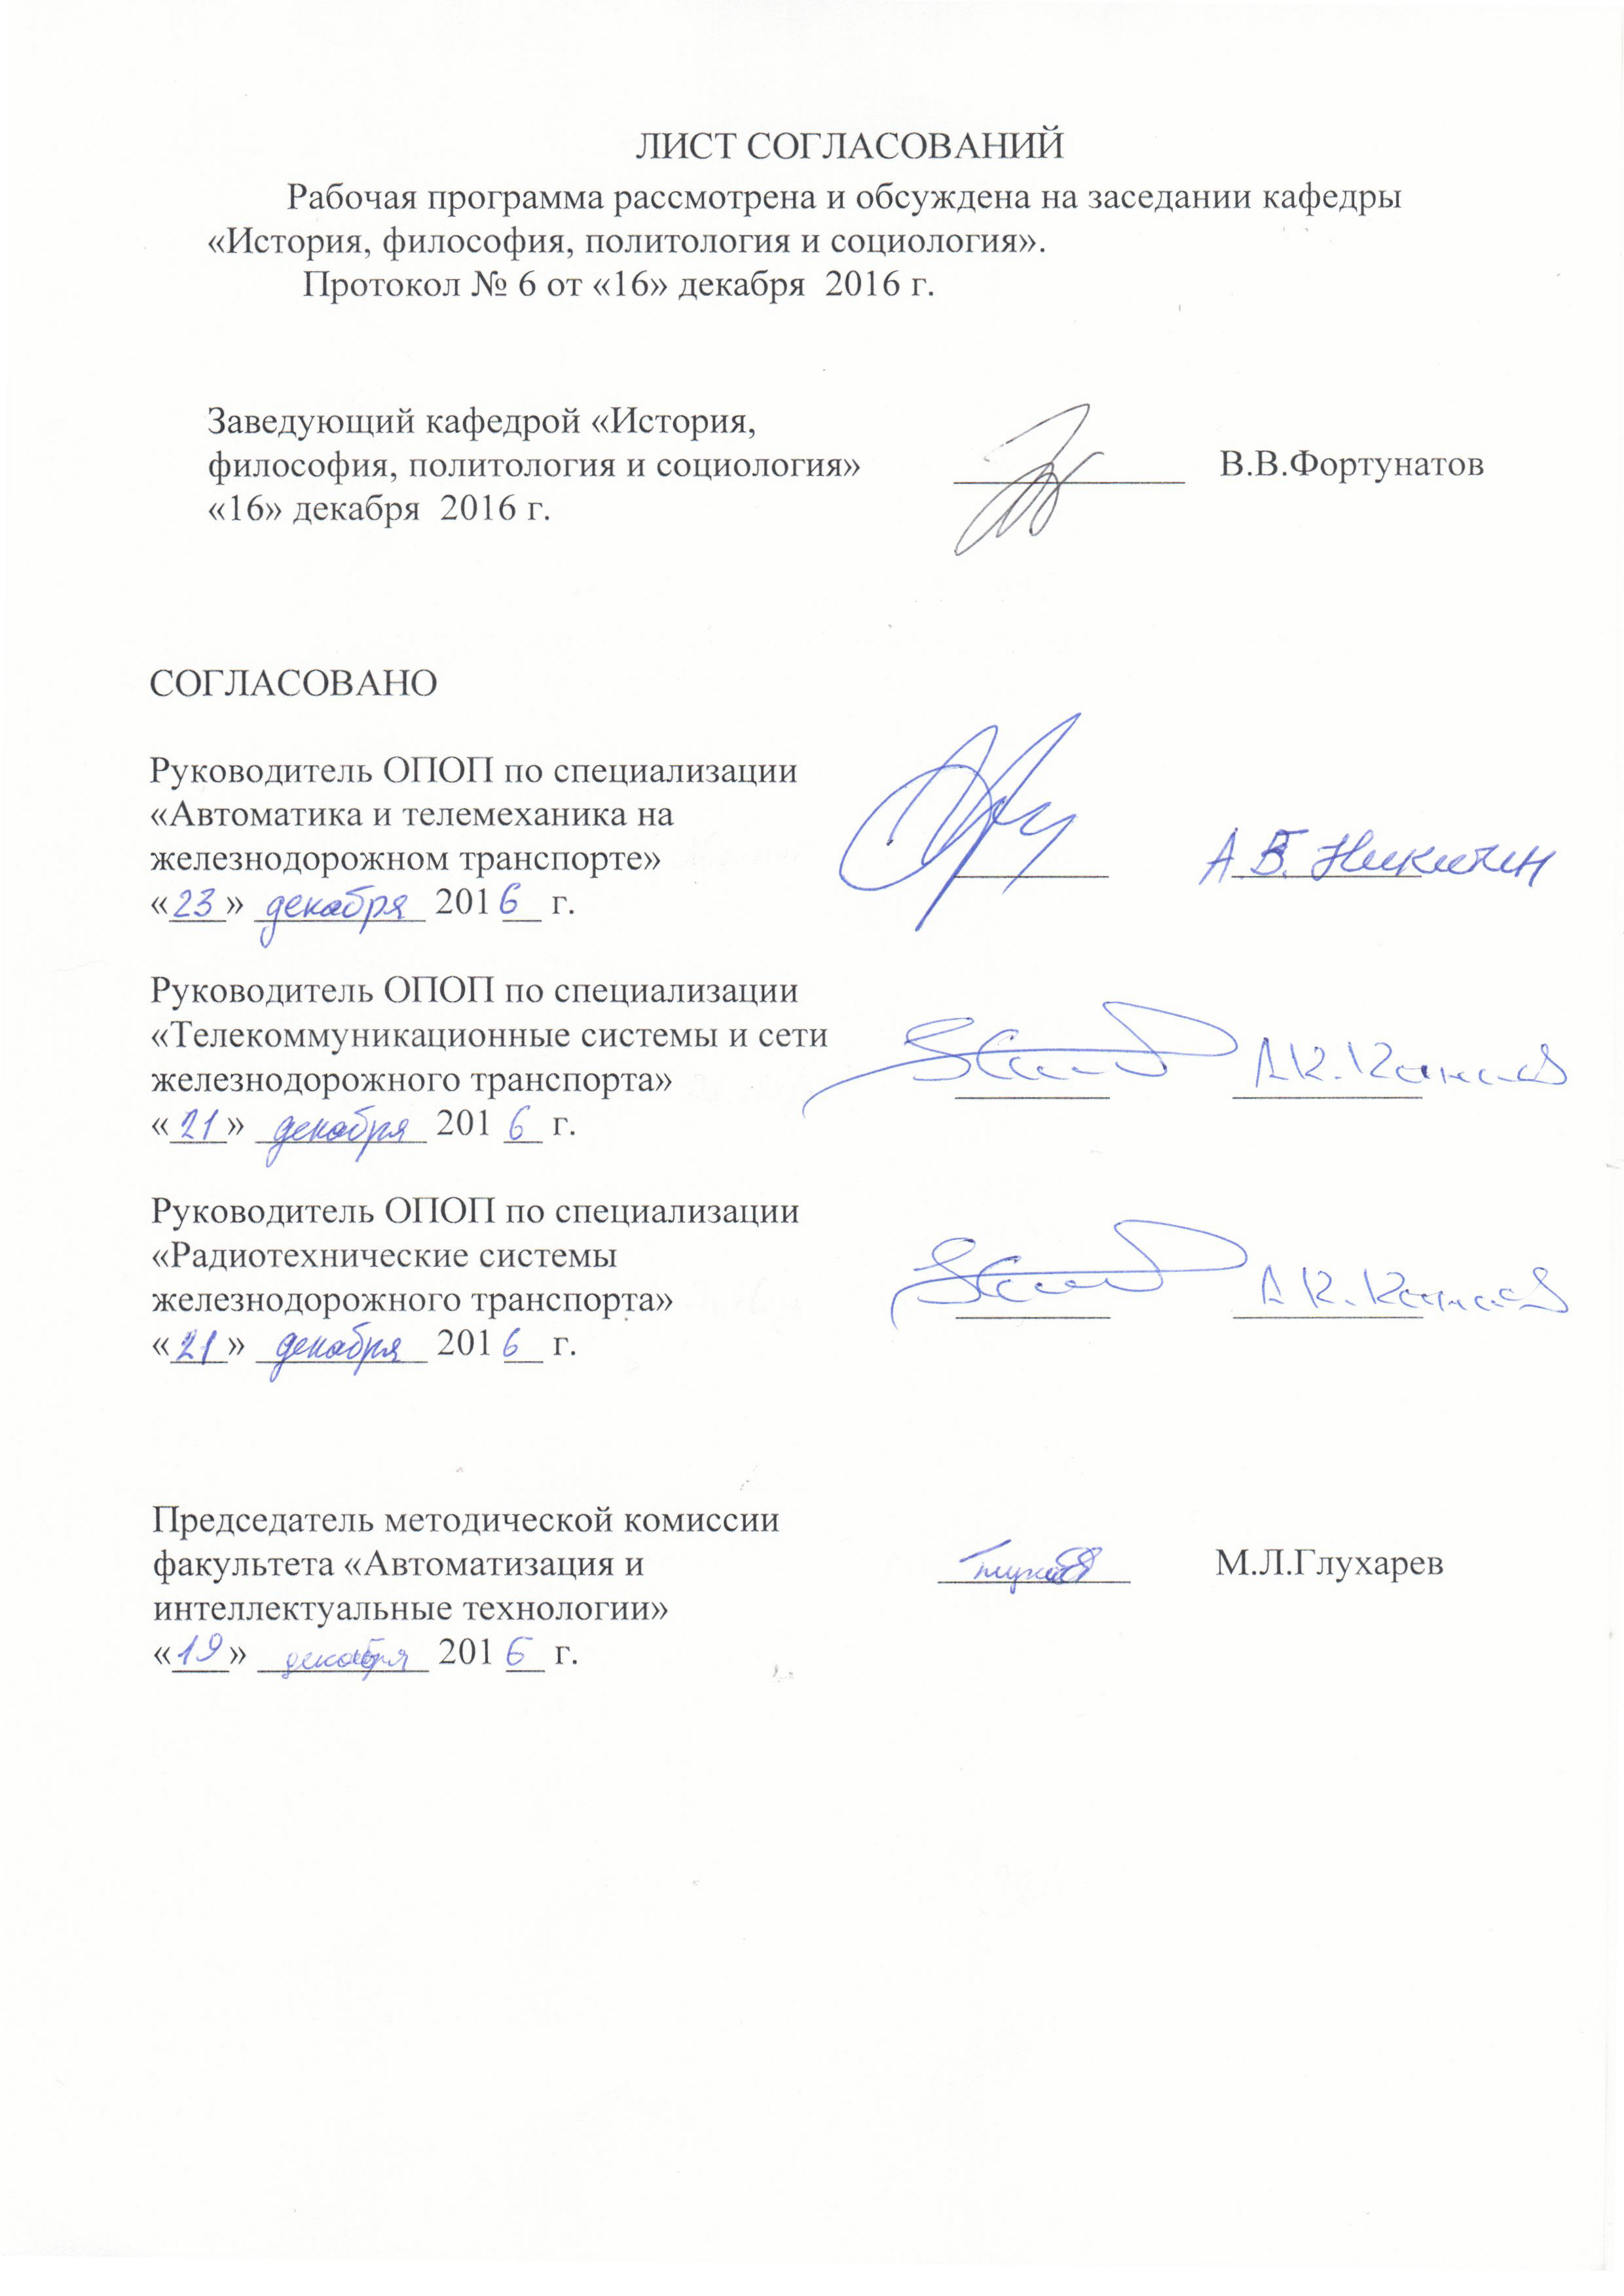 ЛИСТ СОГЛАСОВАНИЙ
Рабочая программа рассмотрена и обсуждена на заседании кафедры
«История, философия, политология и социология».
Протокол № 6 от «16» декабря 2016 г.
Заведующий кафедрой «История,
философия, политология и социология» В.В.Фортунатов
«16» декабря 2016 г.
СОГЛАСОВАНО
Руководитель ОПОП по специализации
«Автоматика и телемеханика на
железнодорожном транспорте» А.Б. Никитин
«23» декабря 2016 г.
Руководитель ОПОП по специализации
«Телекоммуникационные системы и сети
железнодорожного транспорта» А.К. Канаев
«21» декабря 2016 г.
Руководитель ОПОП по специализации
«Радиотехнические системы
железнодорожного транспорта» А.К. Канаев
«21» декабря 2016 г.
Председатель методической комиссии
факультета «Автоматизация и М.Л.Глухарев
интеллектуальные технологии»
«19» декабря 2016 г.